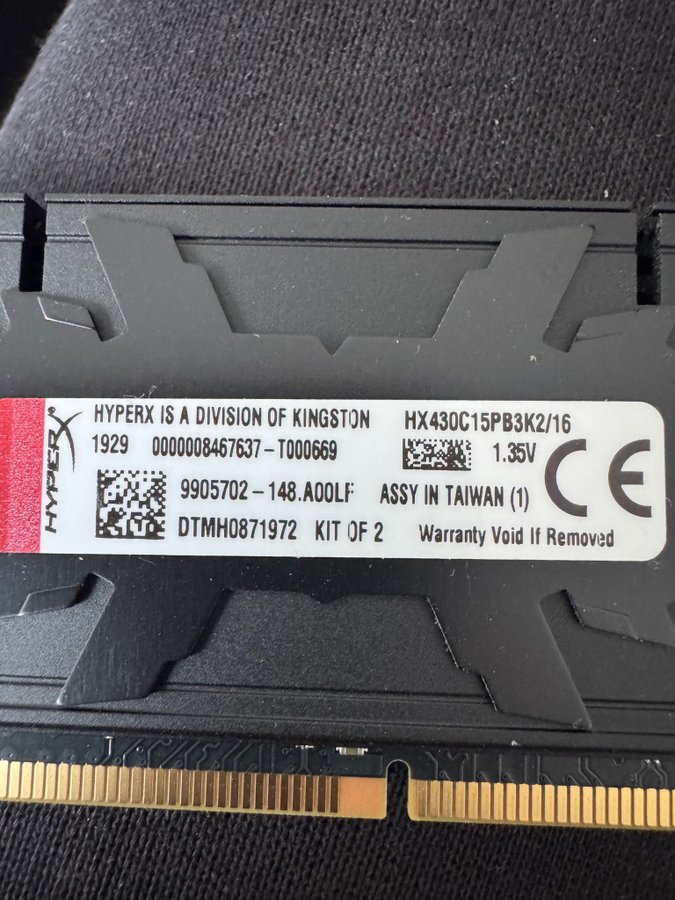 HYPERX
HYPERX IS A DIVISION OF KINGSTON HX430C15PB3K2/16
1929 0000008467637-T000669 1.35V CE
9905702-148.A00LF ASSY IN TAIWAN (1)
DTMH0871972 KIT OF 2 Warranty Void If Removed